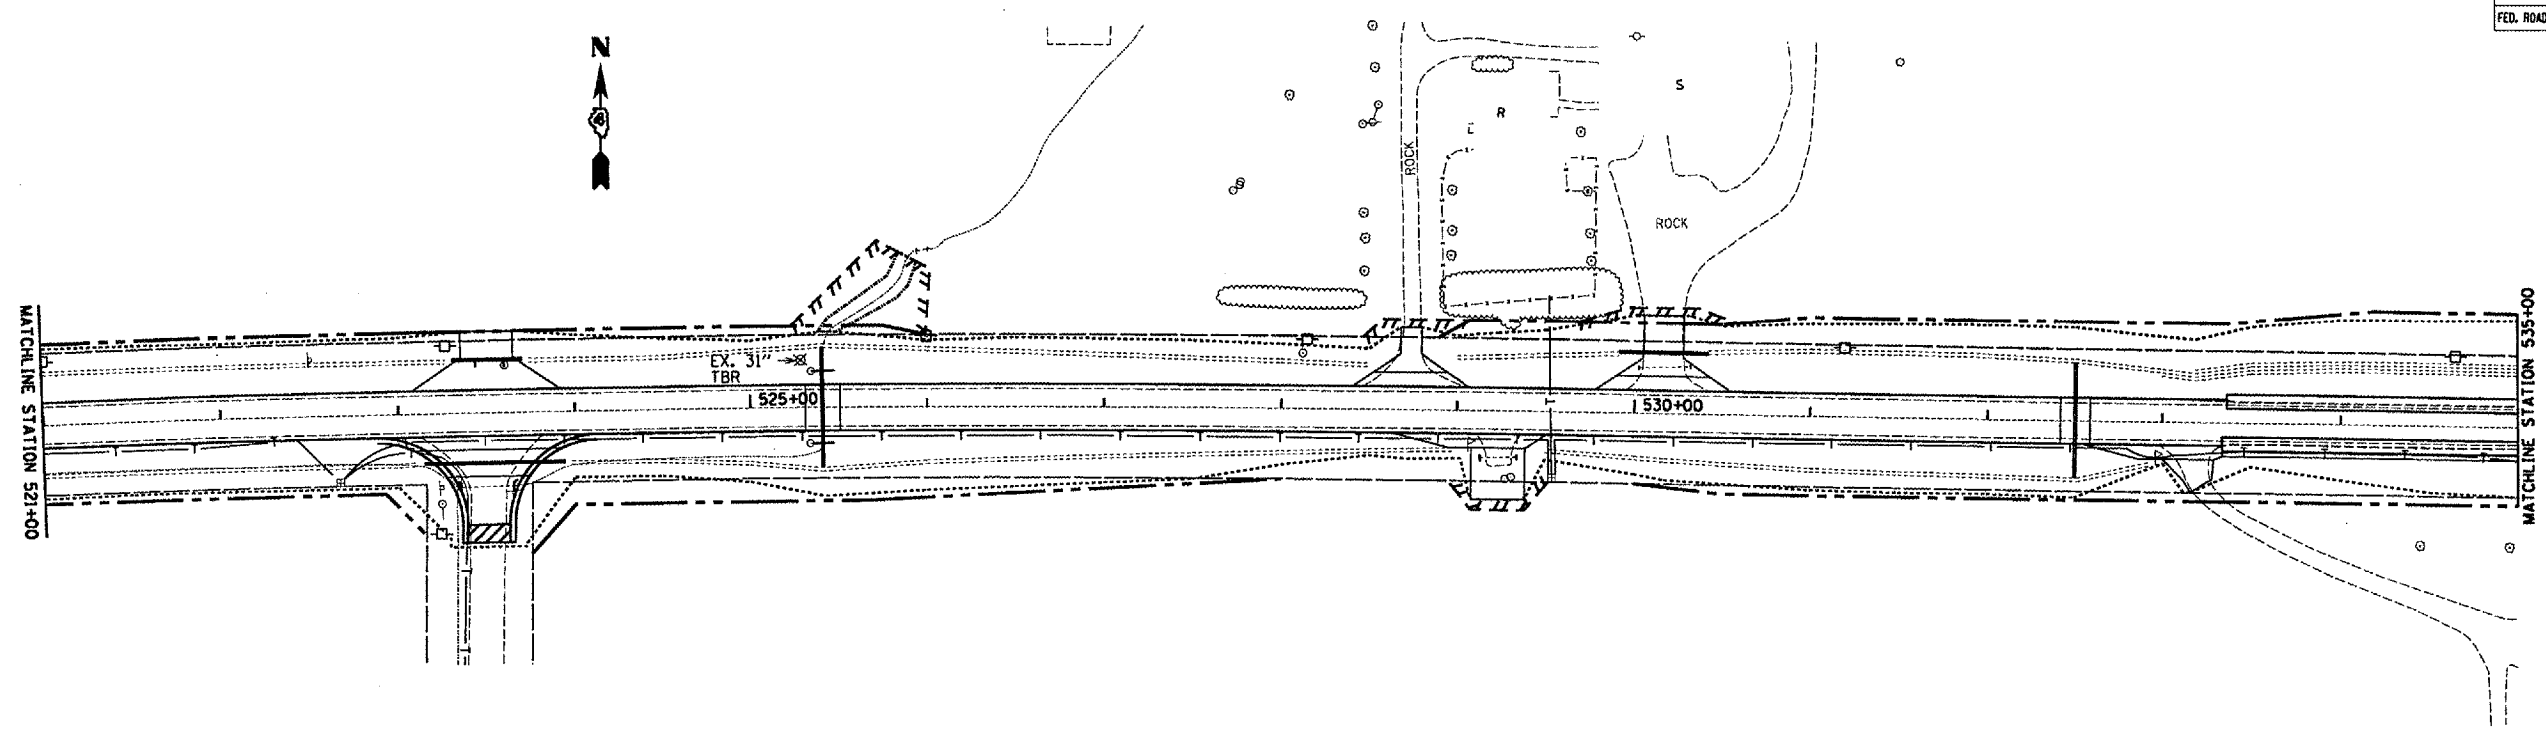 FED. ROAD
N
S
R
ROCK
ROCK
MATCHLINE STATION 521+00
EX. 31"
TBR
525+00
530+00
MATCHLINE STATION 535+00